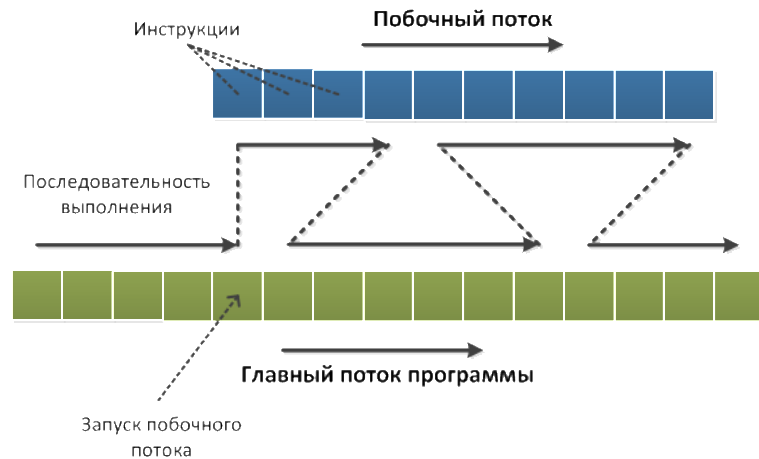 Побочный поток
Инструкции
Последовательность
выполнения
Главный поток программы
Запуск побочного
потока